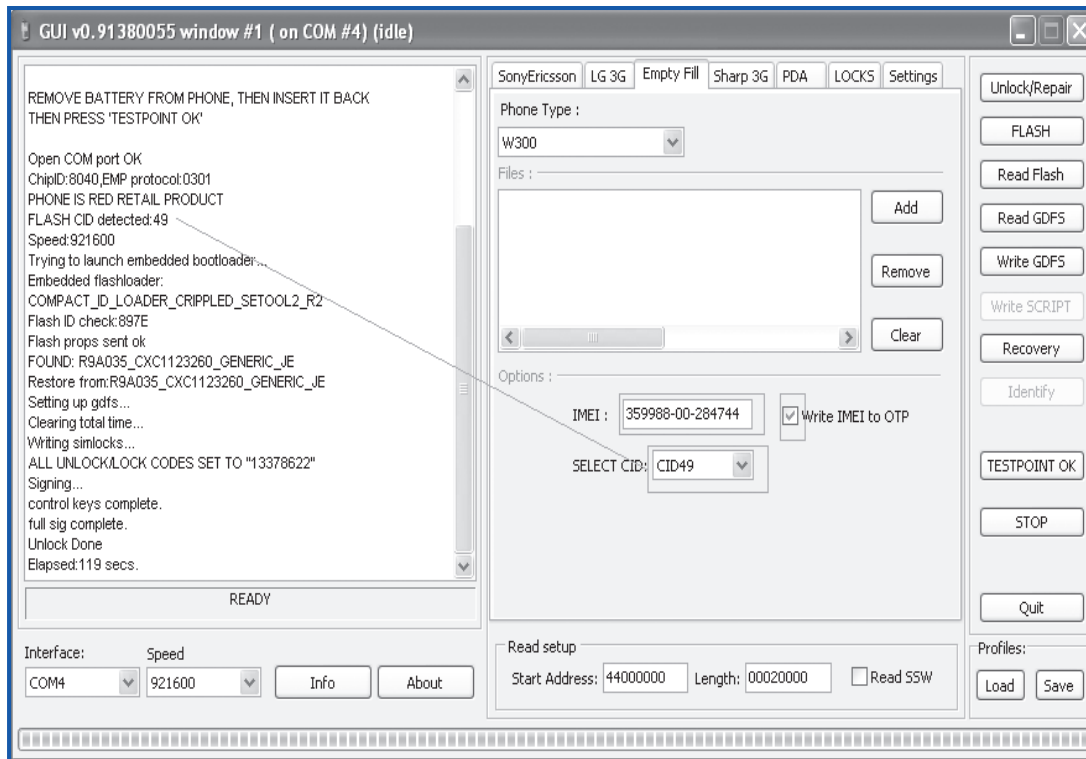 GUI v0.91380055 window #1 ( on COM #4) (idle)
REMOVE BATTERY FROM PHONE, THEN INSERT IT BACK
THEN PRESS 'TESTPOINT OK'
Open COM port OK
ChipID:8040,EMP protocol:0301
PHONE IS RED RETAIL PRODUCT
FLASH CID detected:49
Speed:921600
Trying to launch embedded bootloader...
Embedded flashloader:
COMPACT_ID_LOADER_CRIPPLED_SETOOL2_R2
Flash ID check:897E
Flash props sent ok
FOUND: R9A035_CXC1123260_GENERIC_JE
Restore from:R9A035_CXC1123260_GENERIC_JE
Setting up gdfs...
Clearing total time...
Writing simlocks...
ALL UNLOCK/LOCK CODES SET TO "13378622"
Signing...
control keys complete.
full sig complete.
Unlock Done
Elapsed:119 secs.
READY
Interface:
Speed
COM4
921600
Info
About
SonyEricsson
LG 3G
Empty Fill
Sharp 3G
PDA
LOCKS
Settings
Phone Type :
W300
Files :
Add
Remove
Clear
Options :
IMEI :
359988-00-284744
Write IMEI to OTP
SELECT CID:
CID49
Read setup
Start Address:
44000000
Length:
00020000
Read SSW
Unlock/Repair
FLASH
Read Flash
Read GDFS
Write GDFS
Write SCRIPT
Recovery
Identify
TESTPOINT OK
STOP
Quit
Profiles:
Load
Save